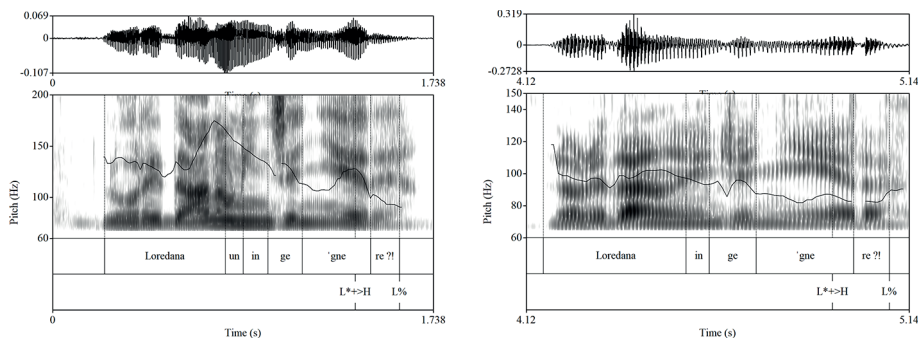 0.069
0
-0.107
0 Time (s) 1.738
200
150
100
60
Pitch (Hz)
Loredana un in ge 'gne re ?!
L*+>H L%
0 1.738
Time (s)
0.319
0
-0.2728
4.12 Time (s) 5.14
150
120
100
80
60
Pitch (Hz)
Loredana in ge 'gne re ?!
L*+>H L%
4.12 5.14
Time (s)